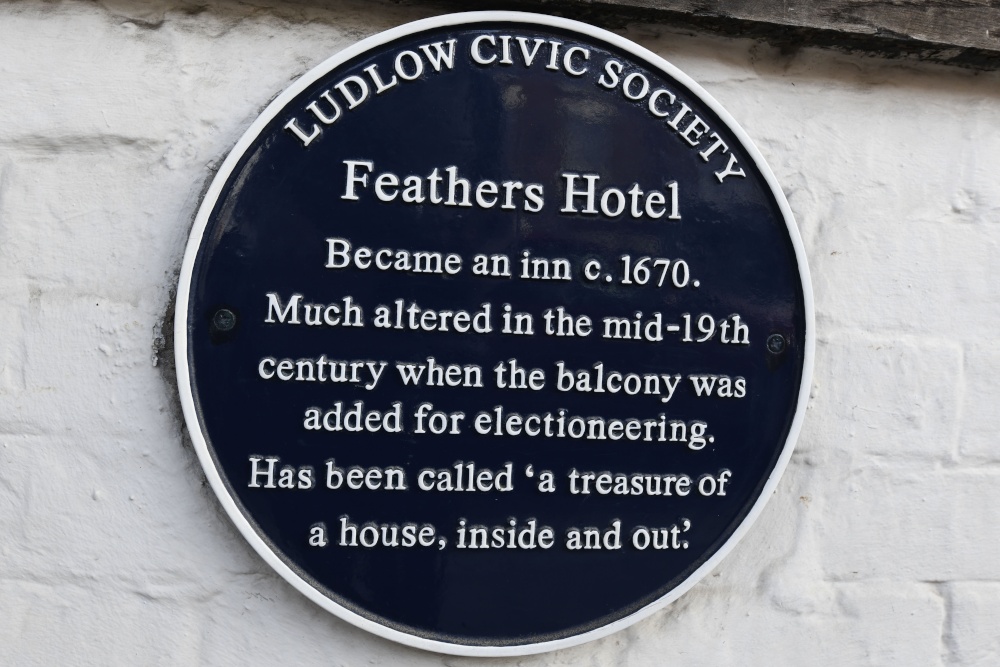 LUDLOW CIVIC SOCIETY
Feathers Hotel
Became an inn c.1670.
Much altered in the mid-19th
century when the balcony was
added for electioneering.
Has been called ‘a treasure of
a house, inside and out’.